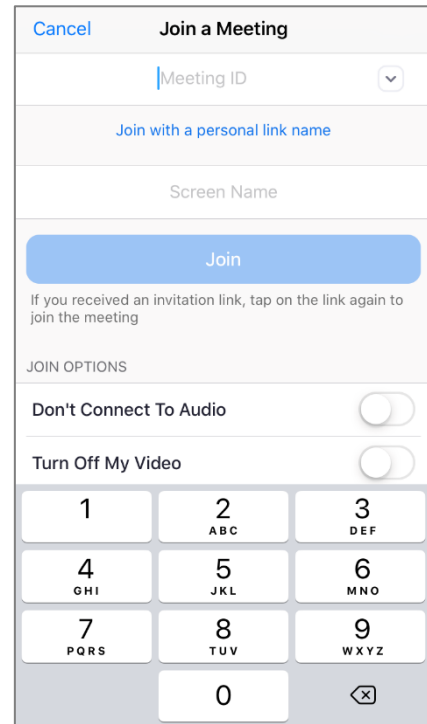 Cancel Join a Meeting
Meeting ID
Join with a personal link name
Screen Name
Join
If you received an invitation link, tap on the link again to
join the meeting
JOIN OPTIONS
Don't Connect To Audio
Turn Off My Video
1 2 3
ABC DEF
4 5 6
GHI JKL MNO
7 8 9
PQRS TUV WXYZ
0